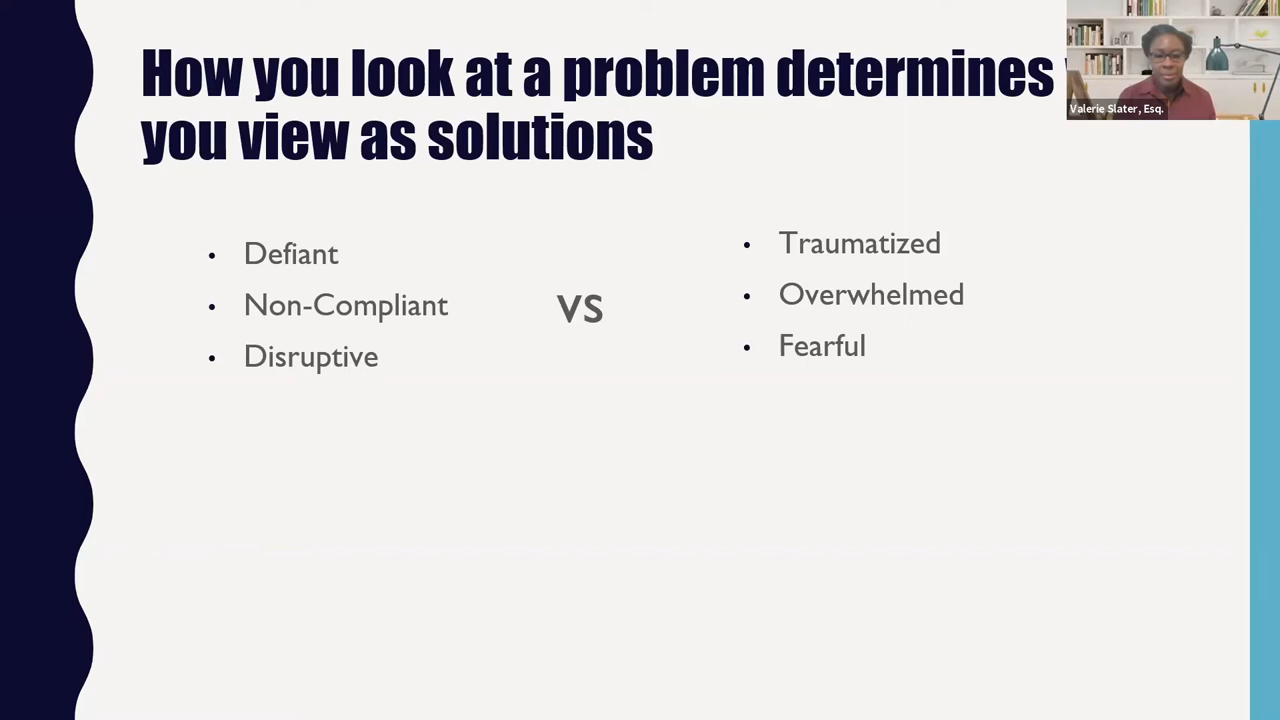 How you look at a problem determines
you view as solutions
Valerie Slater, Esq.
Defiant
Non-Compliant
Disruptive
VS
Traumatized
Overwhelmed
Fearful